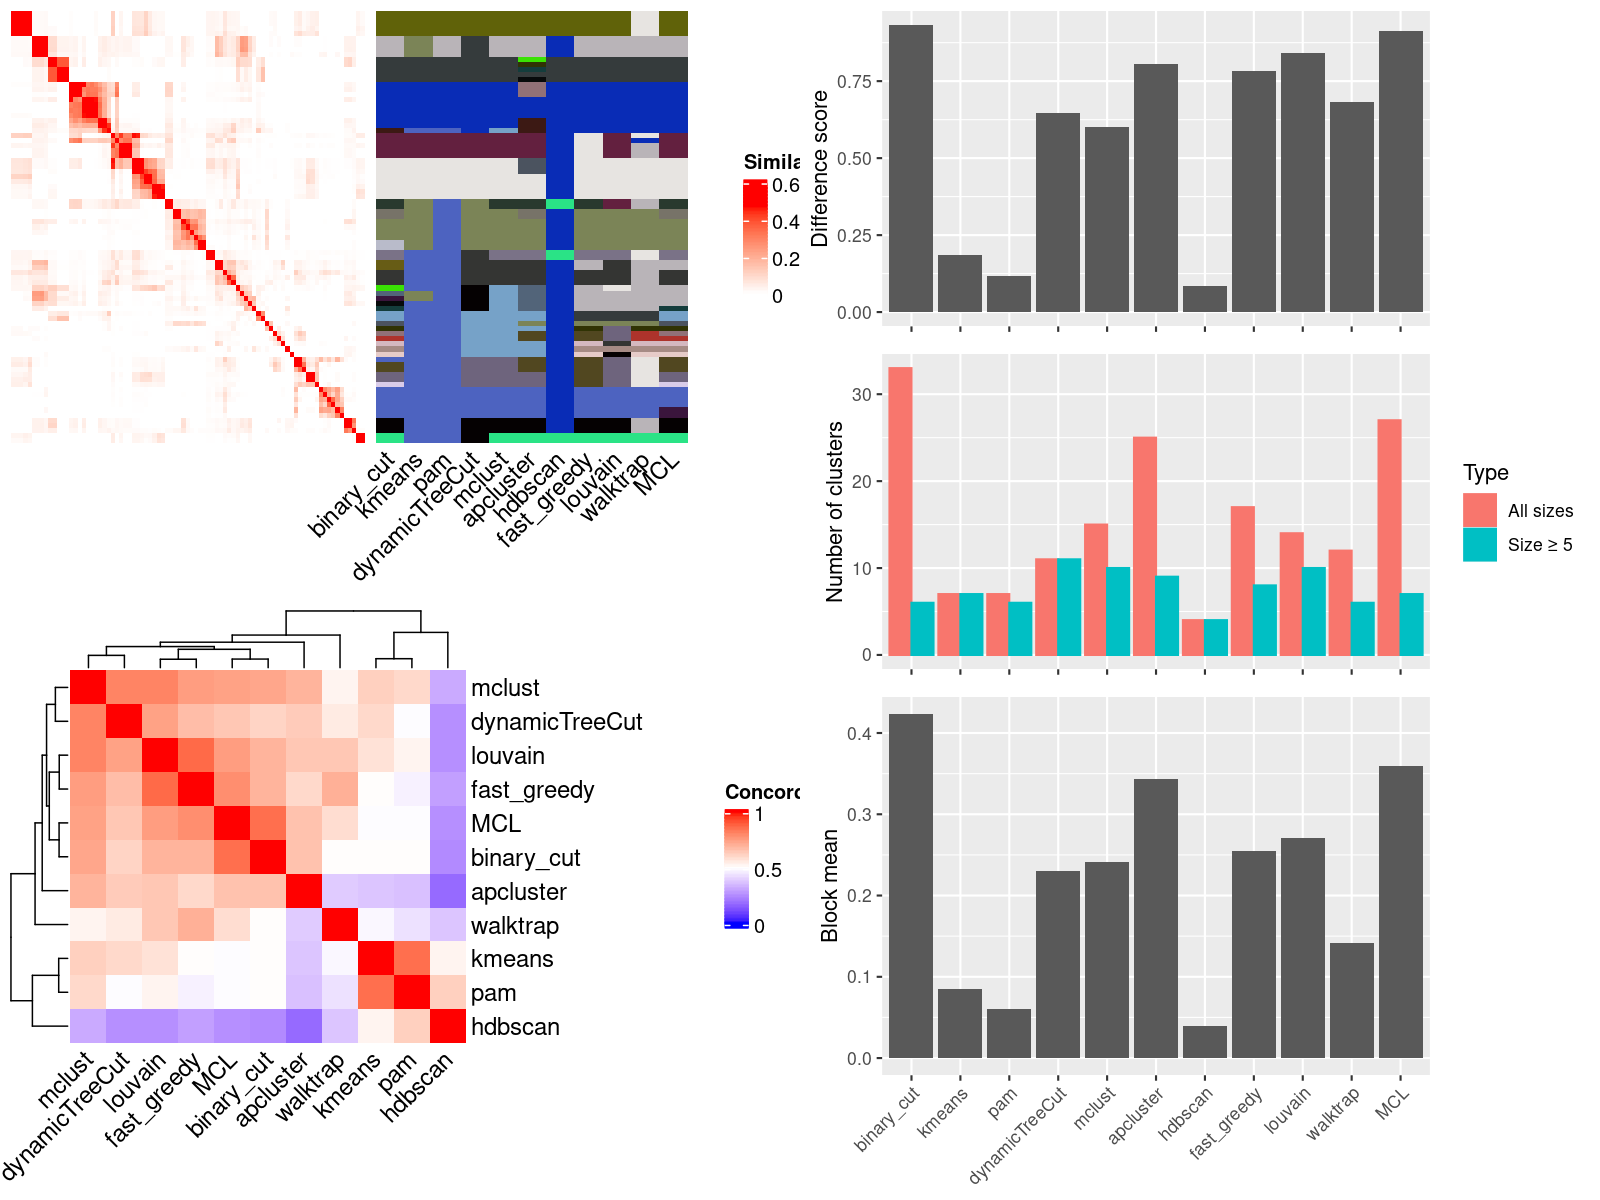 Simila
0.6
0.4
0.2
0
binary_cut
kmeans
pam
dynamicTreeCut
mclust
apcluster
hdbscan
fast_greedy
louvain
walktrap
MCL
mclust
dynamicTreeCut
louvain
fast_greedy
MCL
binary_cut
apcluster
walktrap
kmeans
pam
hdbscan
Concord
1
0.5
0
mclust
dynamicTreeCut
louvain
fast_greedy
MCL
binary_cut
apcluster
walktrap
kmeans
pam
hdbscan
Difference score
0.75
0.50
0.25
0.00
Number of clusters
30
20
10
0
Type
All sizes
Size ≥ 5
Block mean
0.4
0.3
0.2
0.1
0.0
binary_cut
kmeans
pam
dynamicTreeCut
mclust
apcluster
hdbscan
fast_greedy
louvain
walktrap
MCL